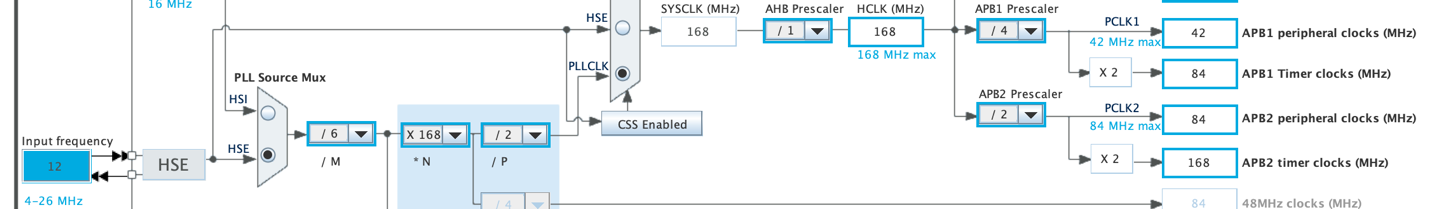 16 MHz
SYSCLK (MHz)
AHB Prescaler
HCLK (MHz)
APB1 Prescaler
HSE
168
/ 1
168
168 MHz max
/ 4
PCLK1
42 MHz max
42
APB1 peripheral clocks (MHz)
PLLCLK
X 2
84
APB1 Timer clocks (MHz)
PLL Source Mux
HSI
APB2 Prescaler
/ 2
PCLK2
84 MHz max
84
APB2 peripheral clocks (MHz)
CSS Enabled
/ 6
X 168
/ 2
Input frequency
12
HSE
HSE
/ M
* N
/ P
X 2
168
APB2 timer clocks (MHz)
4-26 MHz
/ 4
84
48MHz clocks (MHz)